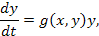 dy/dt = g(x, y)y,